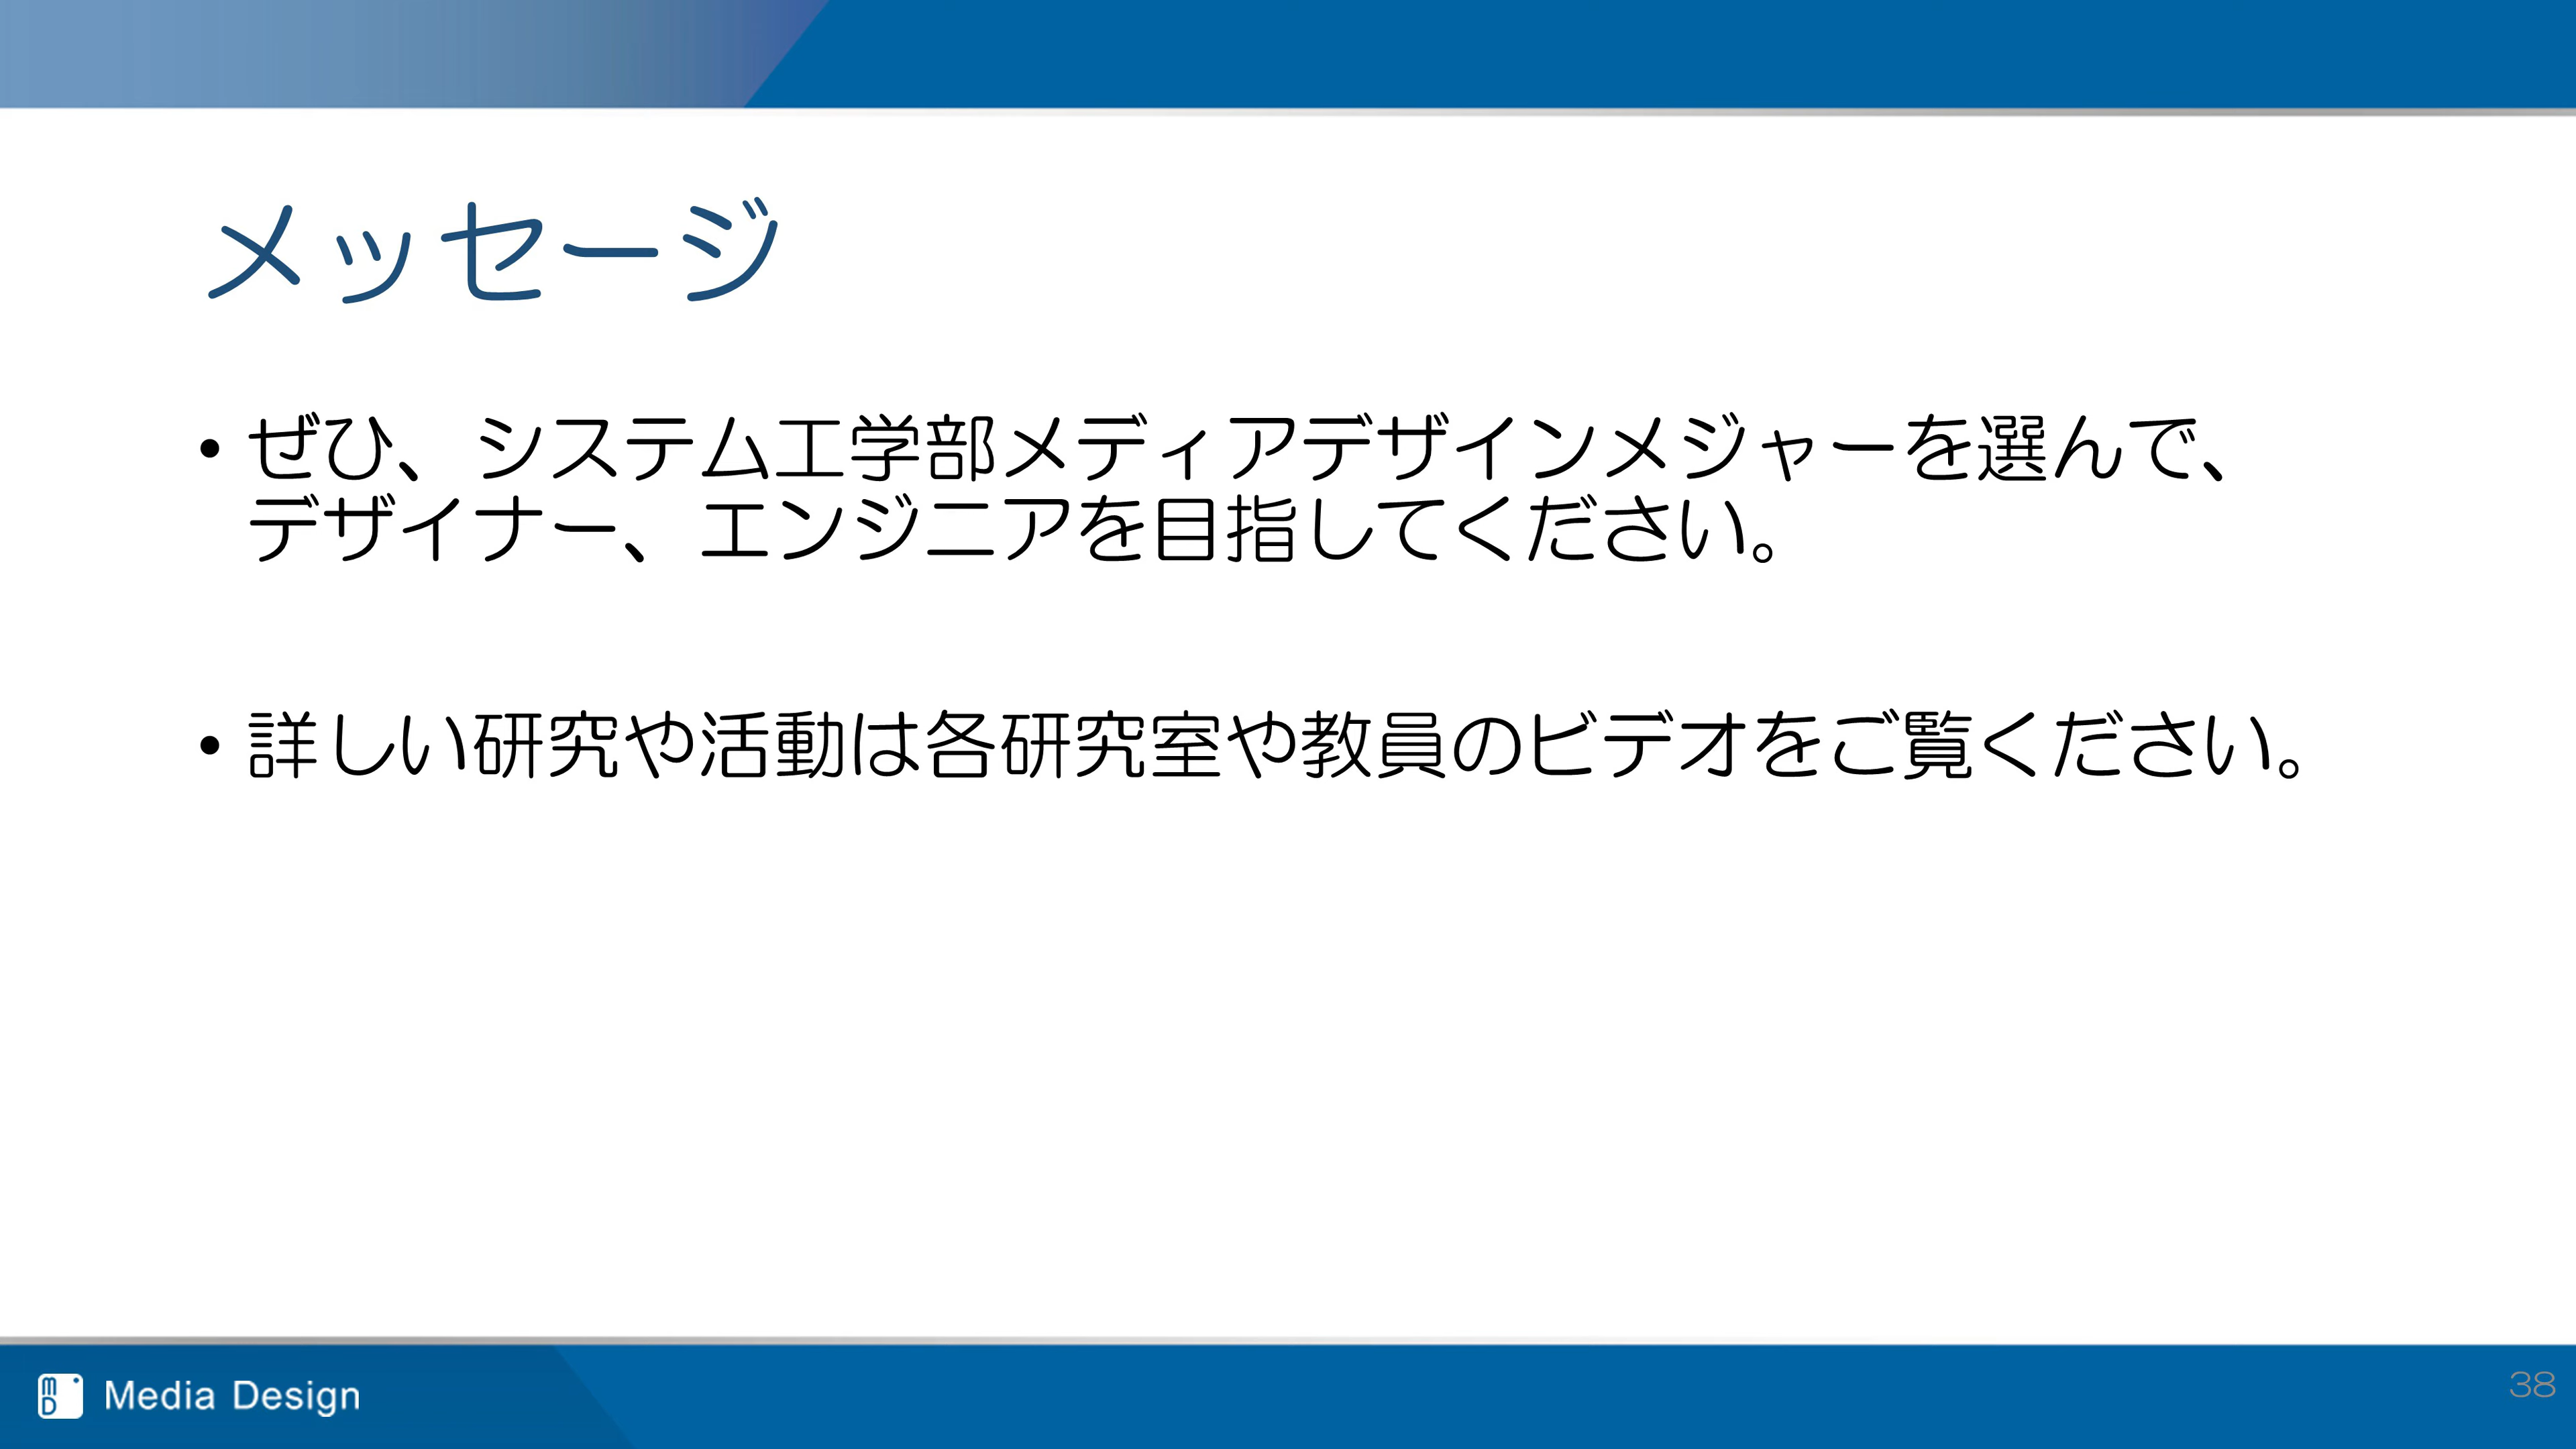 メッセージ
• ぜひ、システム工学部メディアデザインメジャーを選んで、
デザイナー、エンジニアを目指してください。
• 詳しい研究や活動は各研究室や教員のビデオをご覧ください。
mD Media Design
38